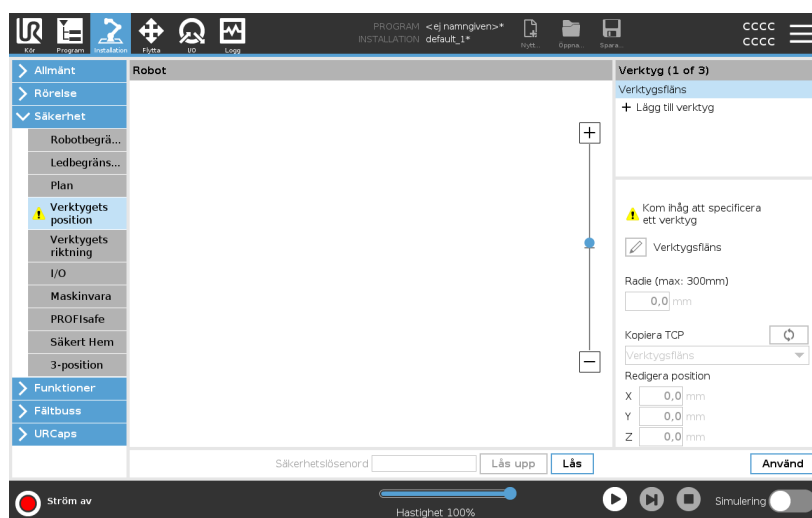 PROGRAM <ej namngiven>*
INSTALLATION default_1*
CCCC
CCCC
Kör
Program
Installation
Flytta
I/O
Logg
Nytt...
Öppna...
Spara...
Allmänt
Rörelse
Säkerhet
Robotbegrä...
Ledbegräns...
Plan
Verktygets
position
Verktygets
riktning
I/O
Maskinvara
PROFIsafe
Säkert Hem
3-position
Funktioner
Fältbuss
URCaps
Robot
Verktyg (1 of 3)
Verktygsfläns
+ Lägg till verktyg
Kom ihåg att specificera
ett verktyg
Verktygsfläns
Radie (max: 300mm)
0,0 mm
Kopiera TCP
Verktygsfläns
Redigera position
X 0,0 mm
Y 0,0 mm
Z 0,0 mm
Säkerhetslösenord
Lås upp
Lås
Använd
Ström av
Hastighet 100%
Simulering